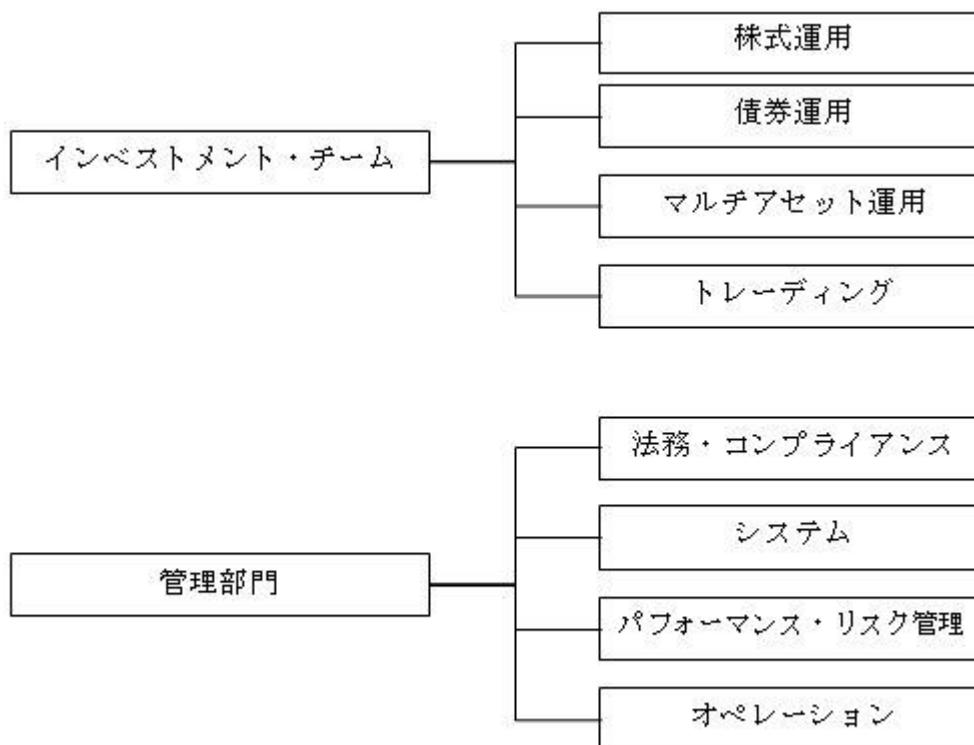 株式運用
債券運用
インベストメント・チーム
マルチアセット運用
トレーディング
法務・コンプライアンス
システム
管理部門
パフォーマンス・リスク管理
オペレーション